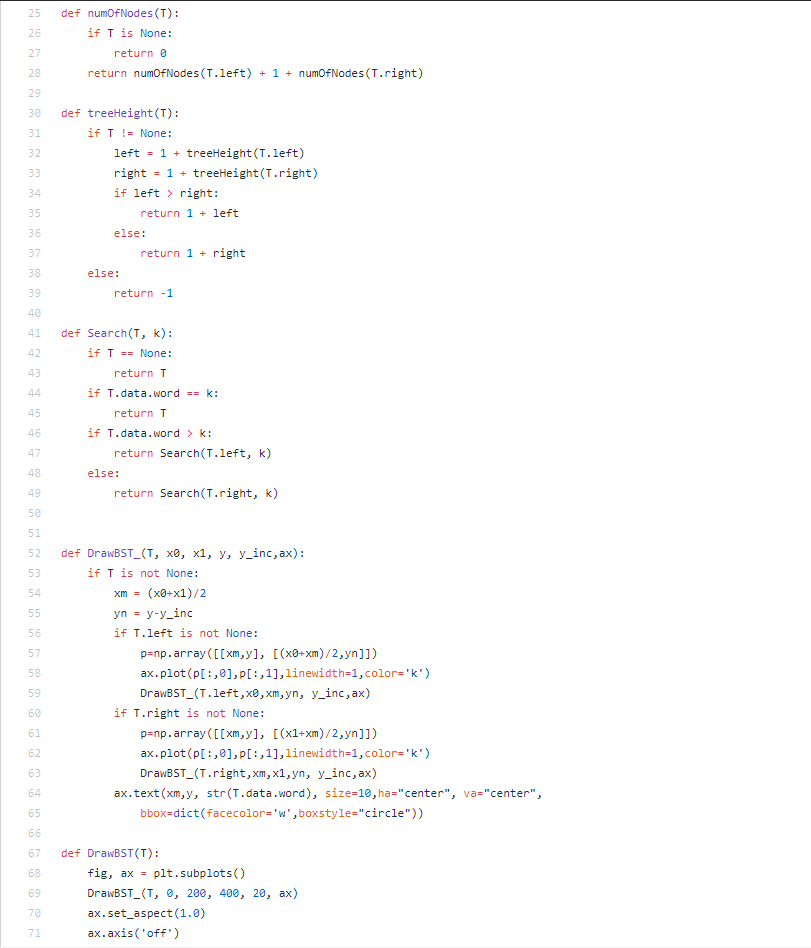 25 def numOfNodes(T):
26     if T is None:
27         return 0
28     return numOfNodes(T.left) + 1 + numOfNodes(T.right)
29
30 def treeHeight(T):
31     if T != None:
32         left = 1 + treeHeight(T.left)
33         right = 1 + treeHeight(T.right)
34         if left > right:
35             return 1 + left
36         else:
37             return 1 + right
38     else:
39         return -1
40
41 def Search(T, k):
42     if T == None:
43         return T
44     if T.data.word == k:
45         return T
46     if T.data.word > k:
47         return Search(T.left, k)
48     else:
49         return Search(T.right, k)
50
51
52 def DrawBST_(T, x0, x1, y, y_inc,ax):
53     if T is not None:
54         xm = (x0+x1)/2
55         yn = y-y_inc
56         if T.left is not None:
57             p=np.array([[xm,y], [(x0+xm)/2,yn]])
58             ax.plot(p[:,0],p[:,1],linewidth=1,color='k')
59             DrawBST_(T.left,x0,xm,yn, y_inc,ax)
60         if T.right is not None:
61             p=np.array([[xm,y], [(x1+xm)/2,yn]])
62             ax.plot(p[:,0],p[:,1],linewidth=1,color='k')
63             DrawBST_(T.right,xm,x1,yn, y_inc,ax)
64         ax.text(xm,y, str(T.data.word), size=10,ha="center", va="center",
65             bbox=dict(facecolor='w',boxstyle="circle"))
66
67 def DrawBST(T):
68     fig, ax = plt.subplots()
69     DrawBST_(T, 0, 200, 400, 20, ax)
70     ax.set_aspect(1.0)
71     ax.axis('off')